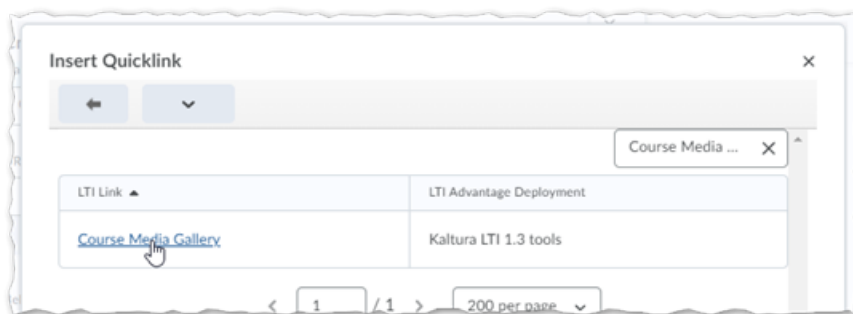 Insert Quicklink
Course Media ...
LTI Link
LTI Advantage Deployment
Course Media Gallery
Kaltura LTI 1.3 tools
1 / 1
200 per page